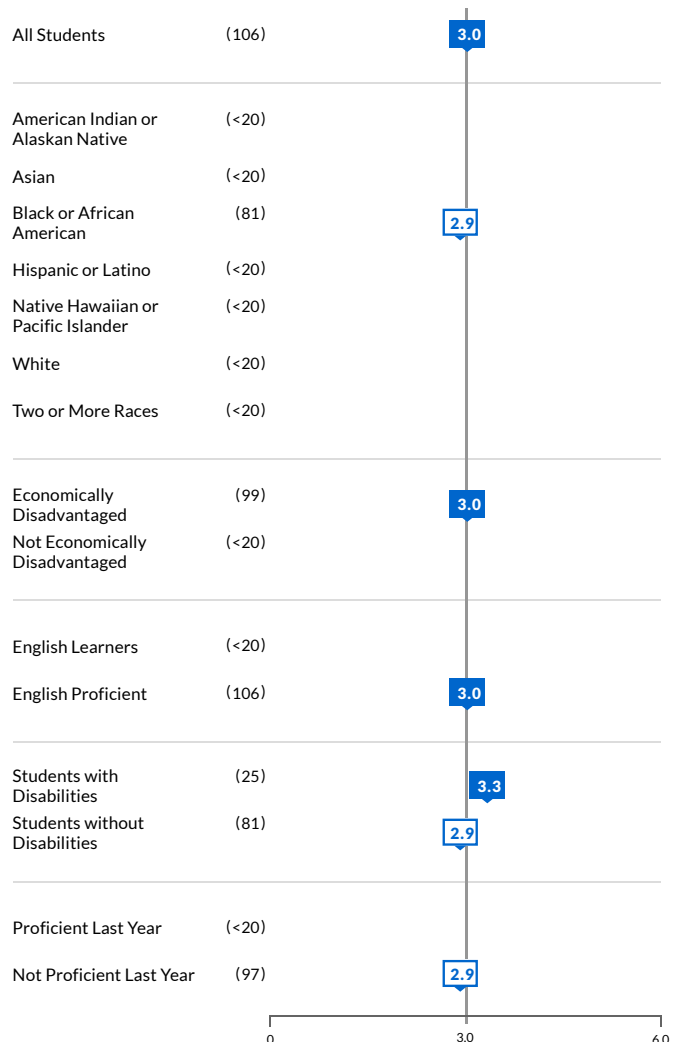 All Students (106) 3.0
American Indian or
Alaskan Native (<20)
Asian (<20)
Black or African
American (81) 2.9
Hispanic or Latino (<20)
Native Hawaiian or
Pacific Islander (<20)
White (<20)
Two or More Races (<20)
Economically
Disadvantaged (99) 3.0
Not Economically
Disadvantaged (<20)
English Learners (<20)
English Proficient (106) 3.0
Students with
Disabilities (25) 3.3
Students without
Disabilities (81) 2.9
Proficient Last Year (<20)
Not Proficient Last Year (97) 2.9
0 3.0 6.0